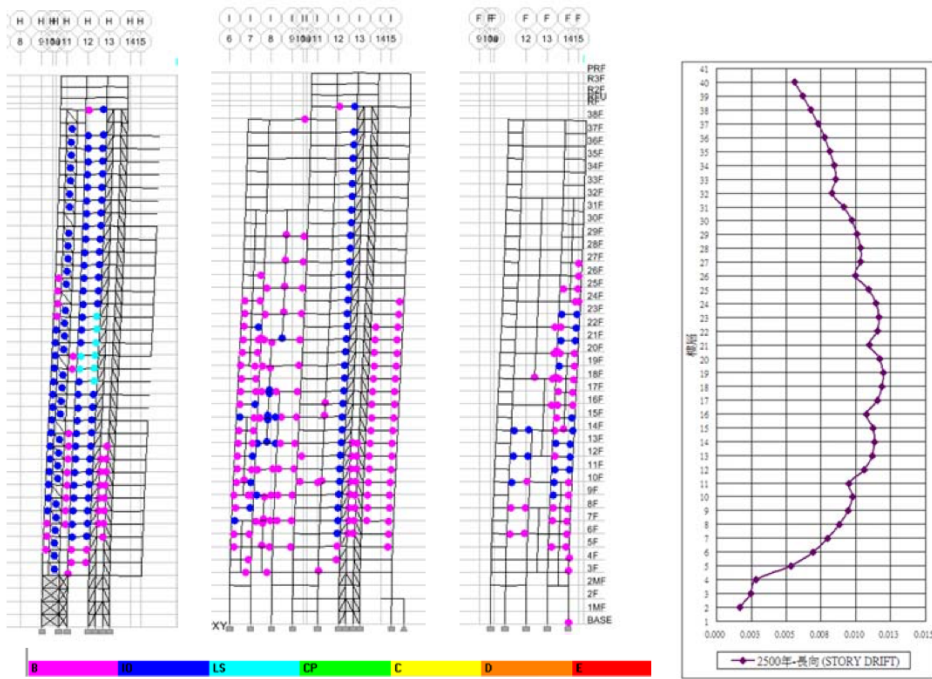 H H HH H H H H
8 9 10 11 12 13 1415
I I I I II I I I I
6 7 8 9 10 11 12 13 1415
F F F F F
9 12 13 14 15
PRF
R3F
R2F
RF
38F
37F
36F
35F
34F
33F
32F
31F
30F
29F
28F
27F
26F
25F
24F
23F
22F
21F
20F
19F
18F
17F
16F
15F
14F
13F
12F
11F
10F
9F
8F
7F
6F
5F
4F
3F
2MF
2F
1MF
BASE
XY
B IO LS CP C D E
41
40
39
38
37
36
35
34
33
32
31
30
29
28
27
26
25
24
23
22
21
20
19
18
17
16
15
14
13
12
11
10
9
8
7
6
5
4
3
2
1
樓層
0.000 0.003 0.005 0.008 0.010 0.013 0.015
2500年-長向 (STORY DRIFT)